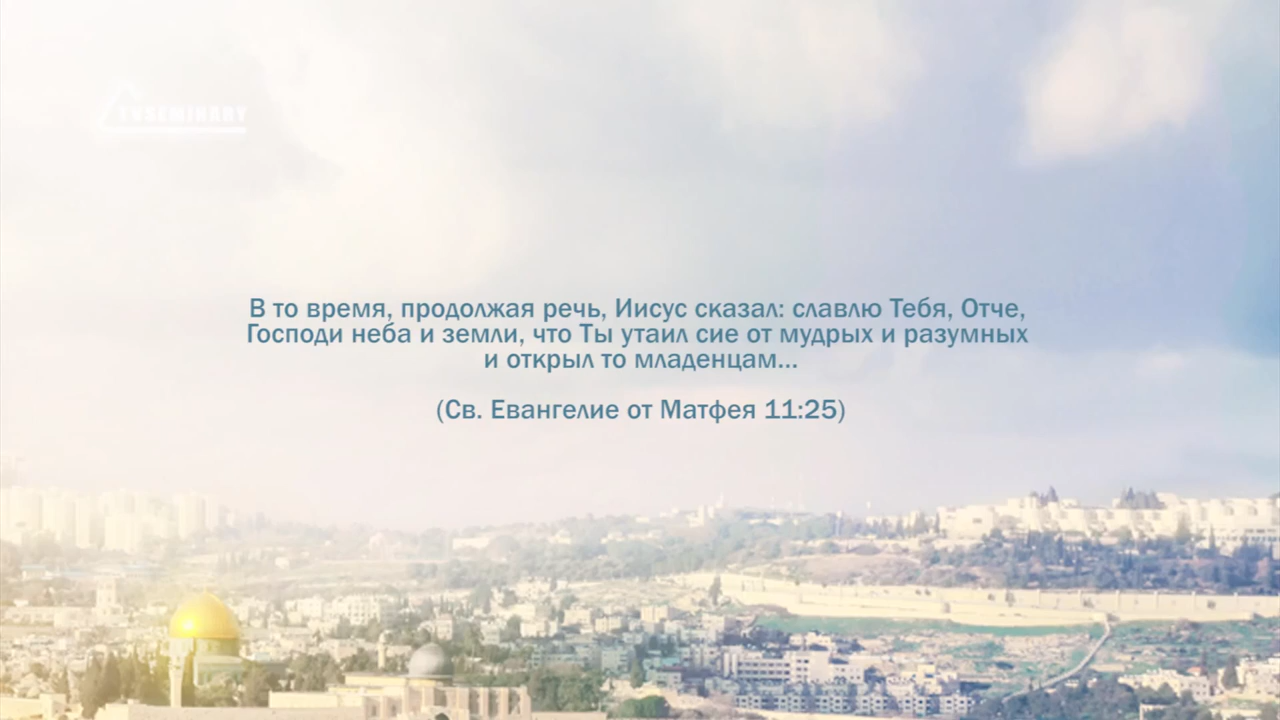 TVSEMINARY
В то время, продолжая речь, Иисус сказал: славлю Тебя, Отче,
Господи неба и земли, что Ты утаил сие от мудрых и разумных
и открыл то младенцам...
(Св. Евангелие от Матфея 11:25)